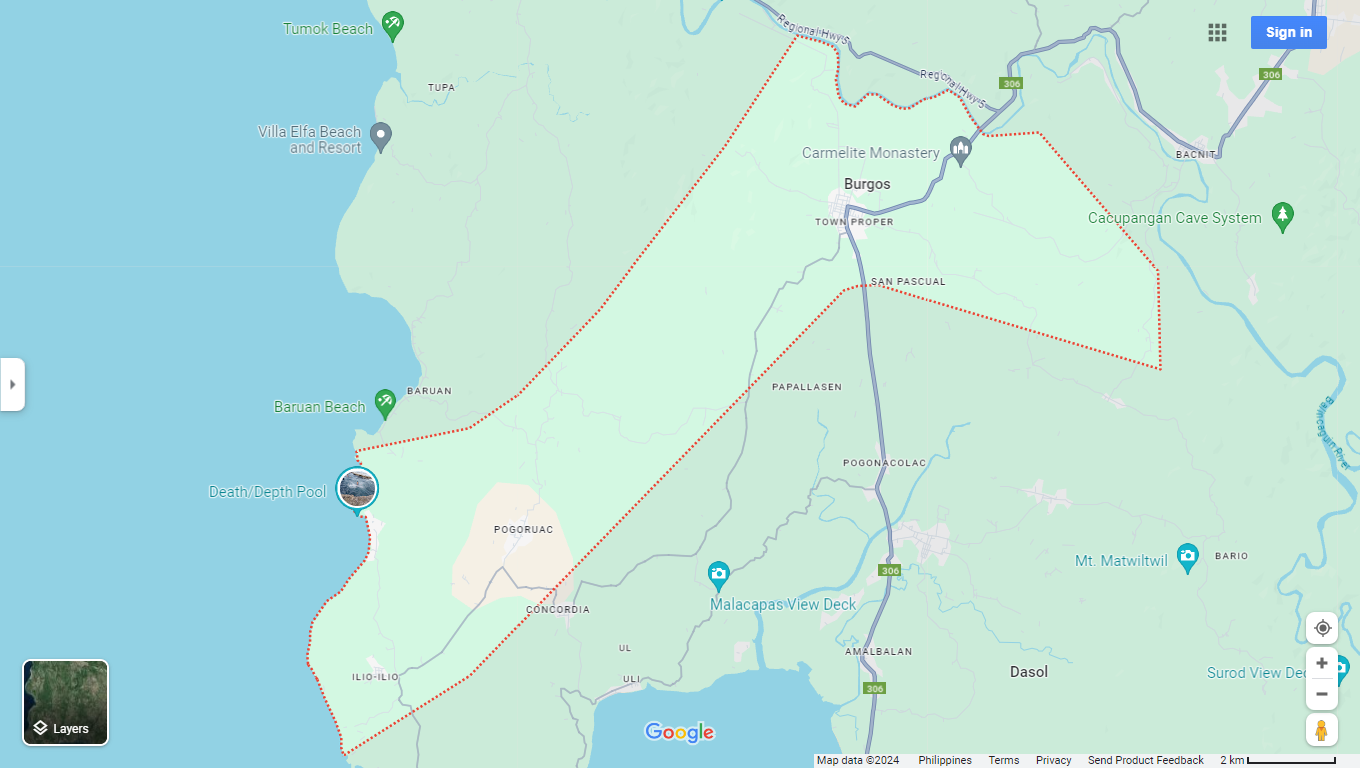 Tumok Beach
Regional Hwy 5
Sign in
TUPA
Regional Hwy 5
306
306
Villa Elfa Beach
and Resort
Carmelite Monastery
BACNIT
Burgos
TOWN PROPER
Cacupangan Cave System
SAN PASCUAL
PAPALLASEN
BARUAN
Baruan Beach
Balincaguin River
POGONACOLAC
Death/Depth Pool
POGORUAC
Mt. Matwiltwil
BARIO
306
CONCORDIA
Malacapas View Deck
UL
AMALBALAN
ILIO-ILIO
ULI
Dasol
Surod View Dec
306
Layers
Google
Map data ©2024 Philippines Terms Privacy Send Product Feedback 2 km